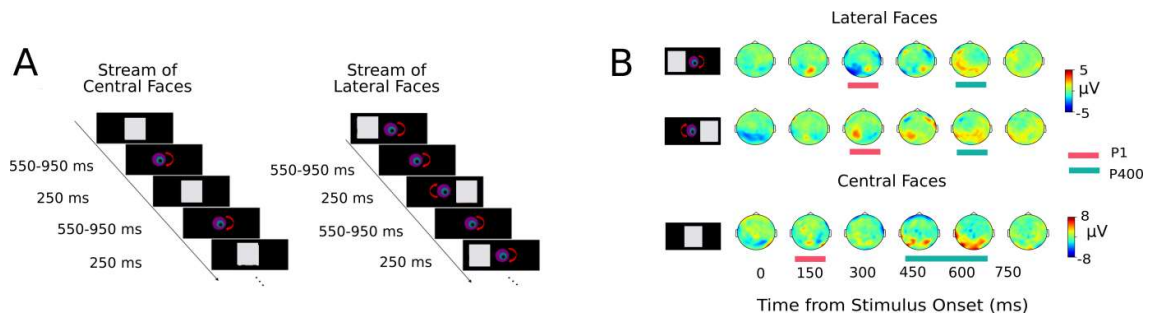 A
Stream of
Central Faces
550-950 ms
250 ms
550-950 ms
250 ms
Stream of
Lateral Faces
550-950 ms
250 ms
550-950 ms
250 ms
B
Lateral Faces
5
μV
-5
P1
P400
Central Faces
8
μV
-8
0 150 300 450 600 750
Time from Stimulus Onset (ms)